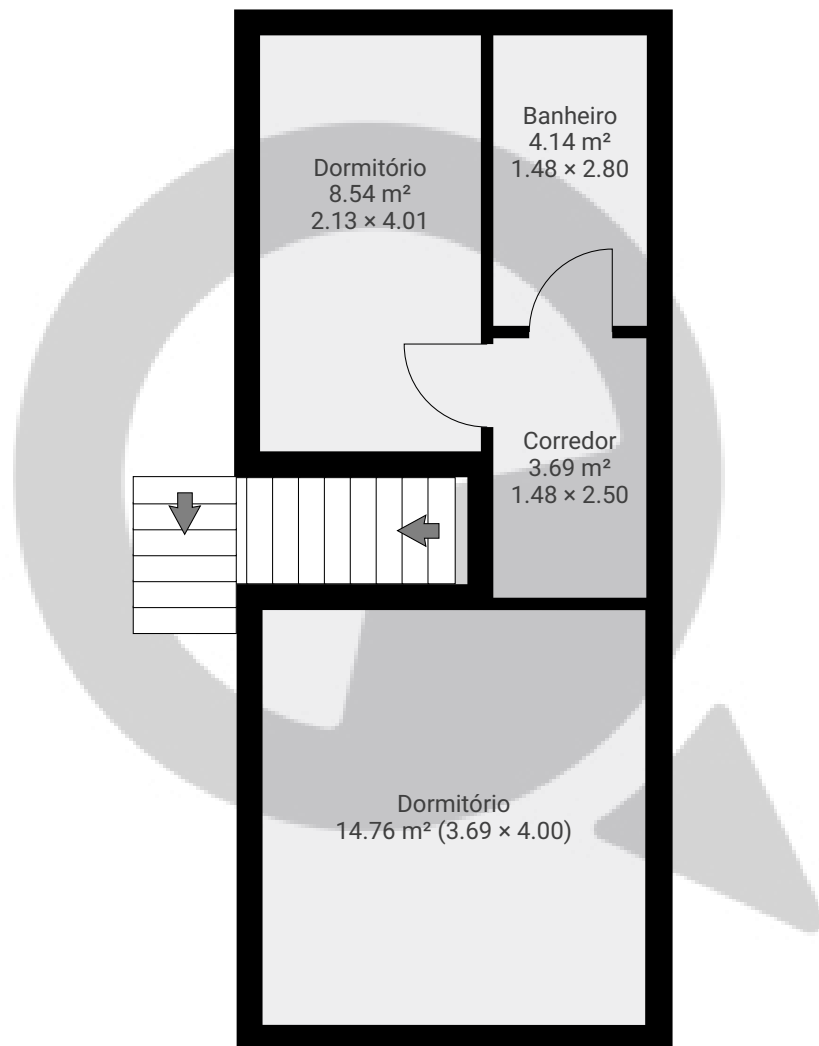 Banheiro
4.14 m²
1.48 × 2.80
Dormitório
8.54 m²
2.13 × 4.01
Corredor
3.69 m²
1.48 × 2.50
Dormitório
14.76 m² (3.69 × 4.00)